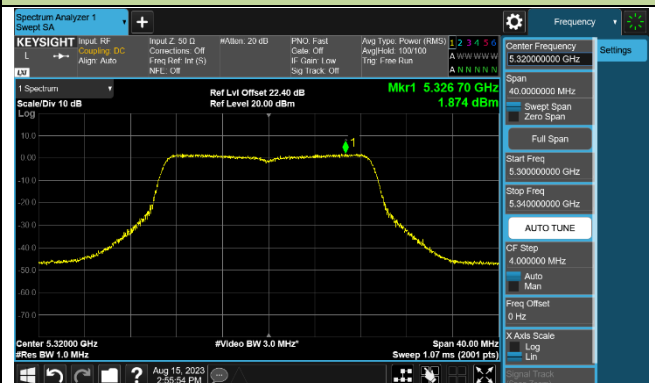 Spectrum Analyzer 1
Swept SA
Frequency
KEYSIGHT
Input: RF
Coupling: DC
Align: Auto
Input Z: 50 Ω
Corrections: Off
Freq Ref: Int (S)
NFE: Off
#Atten: 20 dB
PNO: Fast
Gate: Off
IF Gain: Low
Sig Track: Off
Avg Type: Power (RMS)
Avg|Hold: 100/100
Trig: Free Run
1 2 3 4 5 6
A W W W W W
A N N N N N
L
LXI
1 Spectrum
Scale/Div 10 dB
Log
Ref Lvl Offset 22.40 dB
Ref Level 20.00 dBm
Mkr1 5.326 70 GHz
1.874 dBm
1
10.0
0.00
-10.0
-20.0
-30.0
-40.0
-50.0
-60.0
-70.0
Center 5.32000 GHz
#Res BW 1.0 MHz
#Video BW 3.0 MHz*
Span 40.00 MHz
Sweep 1.07 ms (2001 pts)
Aug 15, 2023
2:55:54 PM
Center Frequency
5.320000000 GHz
Span
40.0000000 MHz
Swept Span
Zero Span
Full Span
Start Freq
5.300000000 GHz
Stop Freq
5.340000000 GHz
AUTO TUNE
CF Step
4.000000 MHz
Auto
Man
Freq Offset
0 Hz
X Axis Scale
Log
Lin
Signal Track
Settings